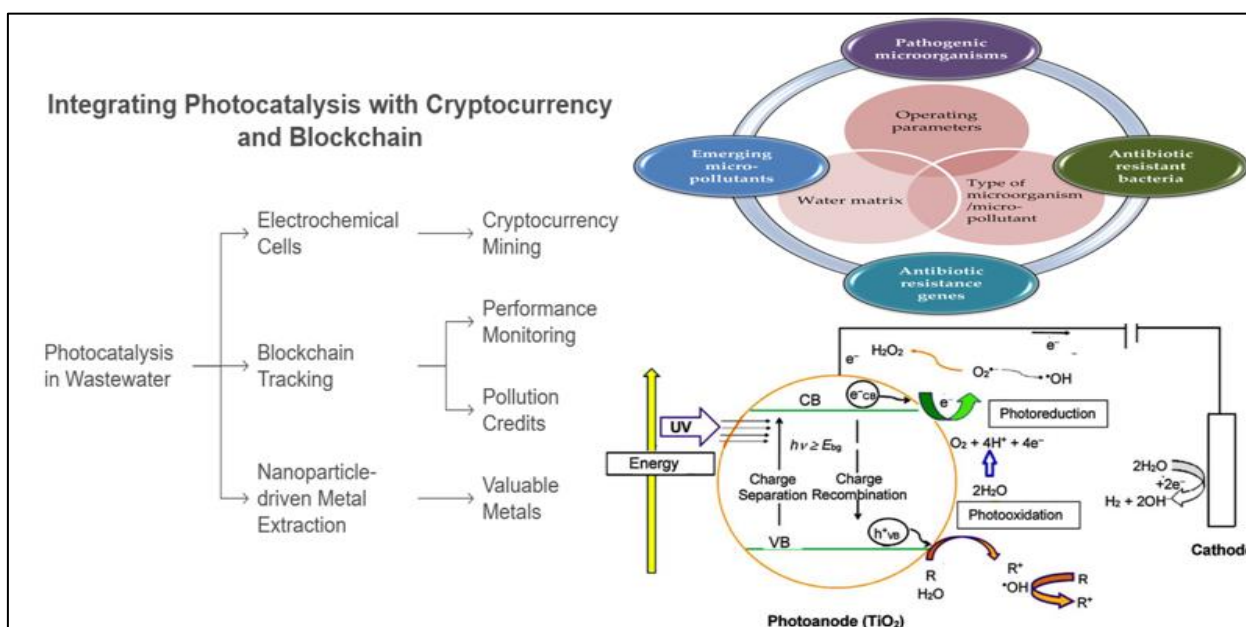 Integrating Photocatalysis with Cryptocurrency
and Blockchain
Photocatalysis
in Wastewater
Electrochemical
Cells
Cryptocurrency
Mining
Blockchain
Tracking
Performance
Monitoring
Pollution
Credits
Nanoparticle-
driven Metal
Extraction
Valuable
Metals
Pathogenic
microorganisms
Operating
parameters
Emerging
micro-
pollutants
Antibiotic
resistant
bacteria
Water matrix
Type of
microorganism
/micro-
pollutant
Antibiotic
resistance
genes
e⁻
e⁻
H₂O₂
O₂•⁻
•OH
CB
e⁻CB
e⁻
Photoreduction
UV
hν ≥ Ebg
O₂ + 4H⁺ + 4e⁻
Energy
Charge
Separation
Charge
Recombination
2H₂O
Photooxidation
2H₂O
+2e⁻
H₂ + 2OH
VB
h⁺VB
Cathode
R
H₂O
R⁺
•OH
R
R⁺
Photoanode (TiO₂)